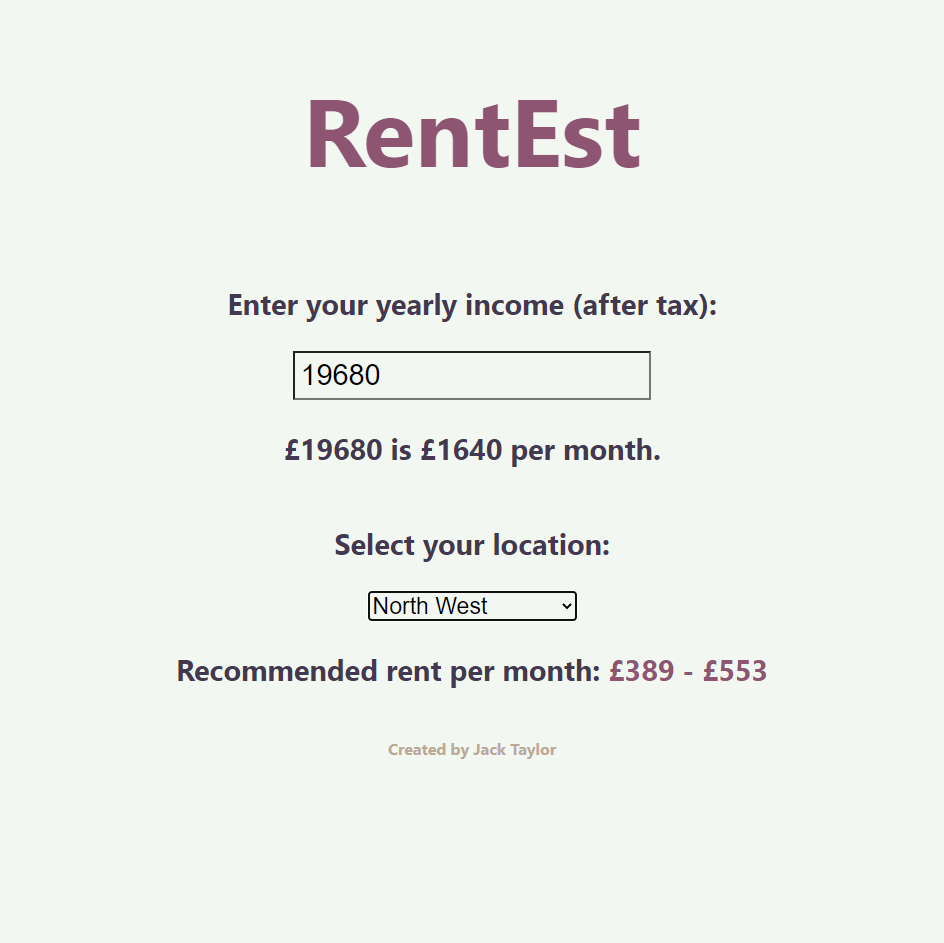 RentEst
Enter your yearly income (after tax):
19680
£19680 is £1640 per month.
Select your location:
North West
Recommended rent per month: £389 - £553
Created by Jack Taylor